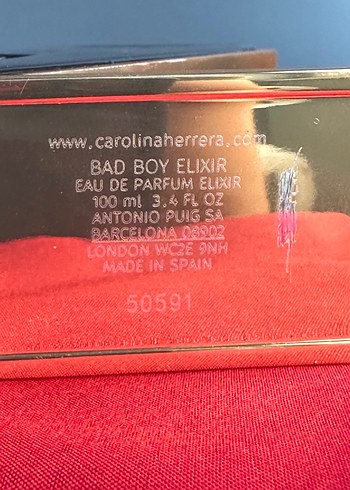 www.carolinaherrera.com
BAD BOY ELIXIR
EAU DE PARFUM ELIXIR
100 ml 3,4 FL OZ
ANTONIO PUIG SA
BARCELONA 08902
LONDON WC2E 9NH
MADE IN SPAIN
50591